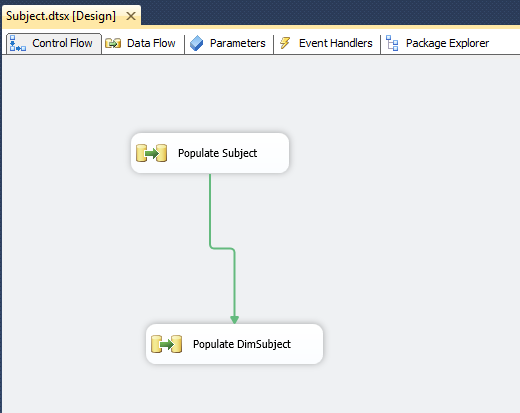 Subject.dtsx [Design]
Control Flow Data Flow Parameters Event Handlers Package Explorer
Populate Subject
Populate DimSubject